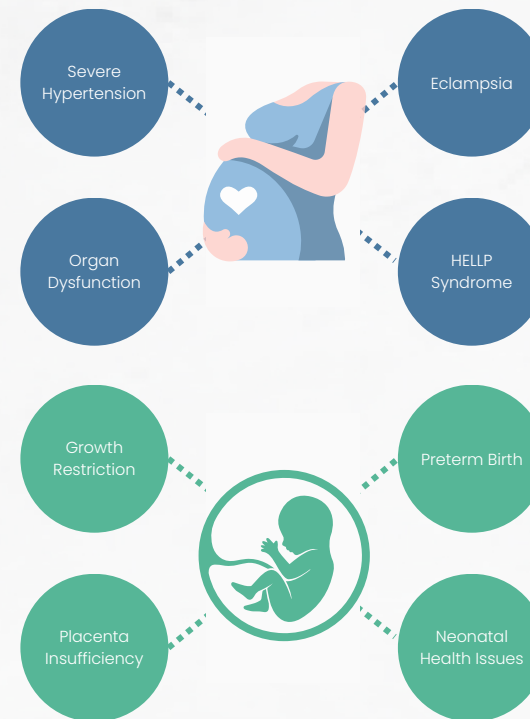 Severe
Hypertension
Eclampsia
Organ
Dysfunction
HELLP
Syndrome
Growth
Restriction
Preterm Birth
Placenta
Insufficiency
Neonatal
Health Issues